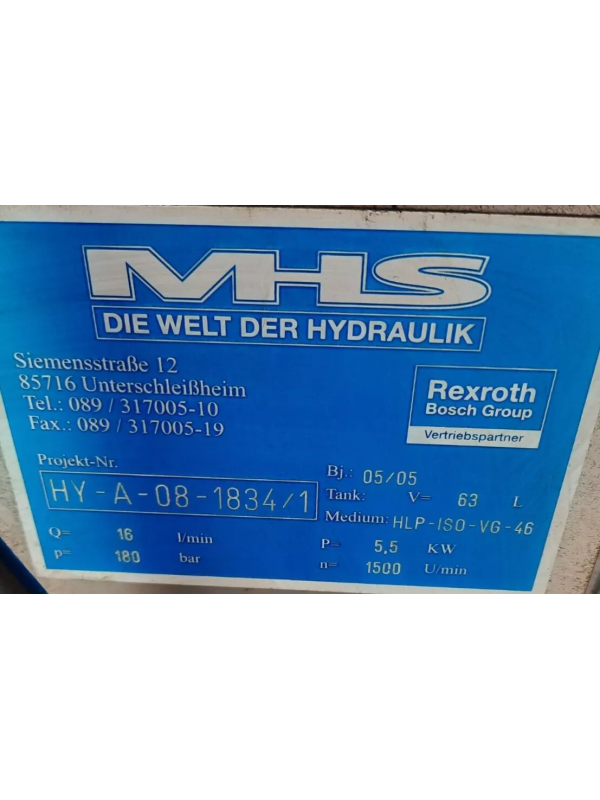 MHS
DIE WELT DER HYDRAULIK
Siemensstraße 12
85716 Unterschleißheim
Tel.: 089 / 317005-10
Fax.: 089 / 317005-19
Rexroth
Bosch Group
Vertriebspartner
Projekt-Nr.
HY-A-08-1834/1
Bj.: 05/05
Tank: V= 63 L
Medium: HLP-ISO-VG-46
Q= 16 l/min
p= 180 bar
P= 5,5 KW
n= 1500 U/min